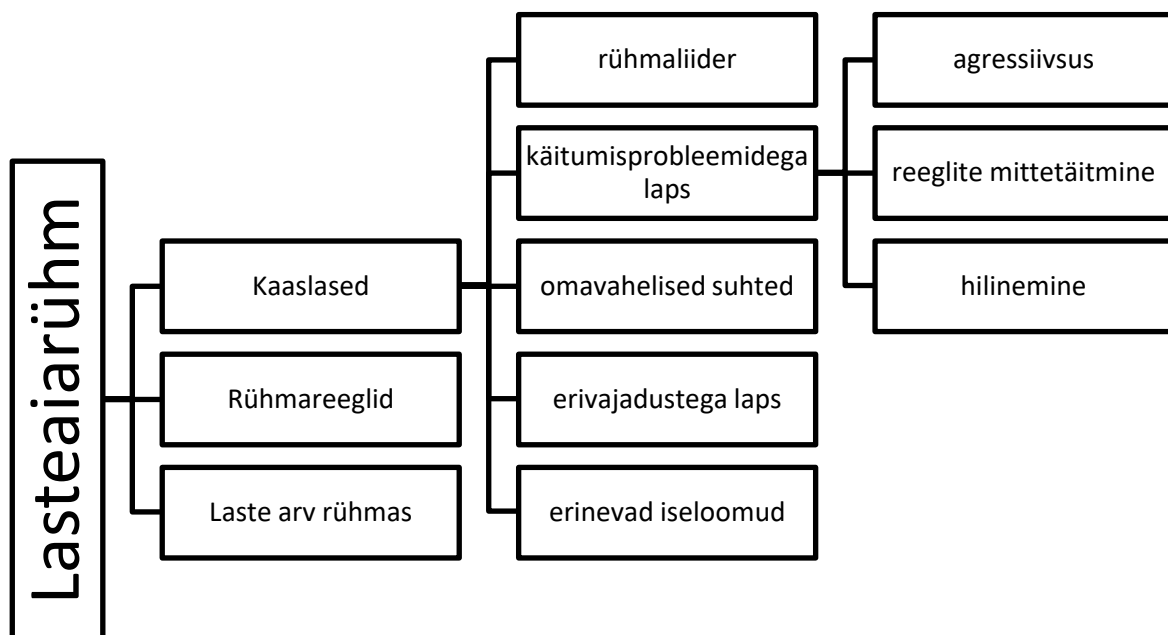 Lasteaiarühm
Kaaslased
Rühmareeglid
Laste arv rühmas
rühmaliider
käitumisprobleemidega
laps
omavahelised suhted
erivajadustega laps
erinevad iseloomud
agressiivsus
reeglite mittetäitmine
hilinemine